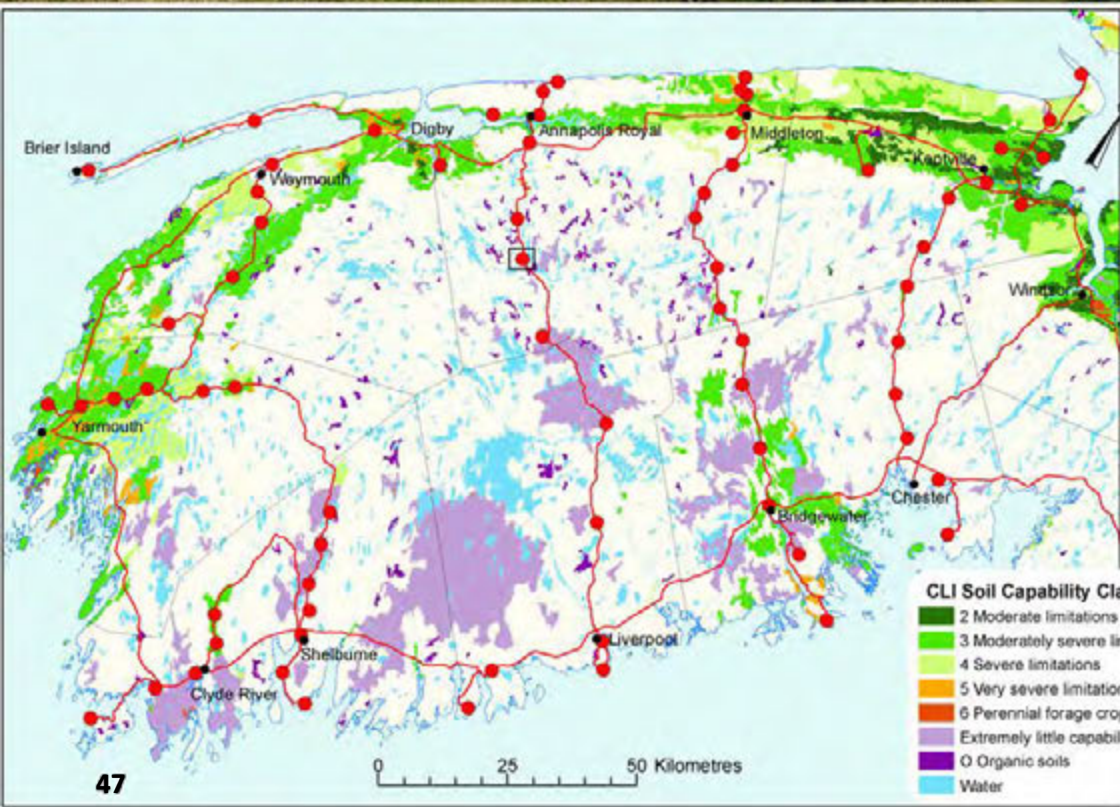 Digby
Annapolis Royal
Middleton
Brier Island
Kentville
Weymouth
Windsor
Yarmouth
Chester
Bridgewater
CLI Soil Capability Cla
2 Moderate limitations
3 Moderately severe li
4 Severe limitations
5 Very severe limitatio
6 Perennial forage cro
Extremely little capabil
O Organic soils
Water
Liverpool
Shelburne
Clyde River
0 25 50 Kilometres
47